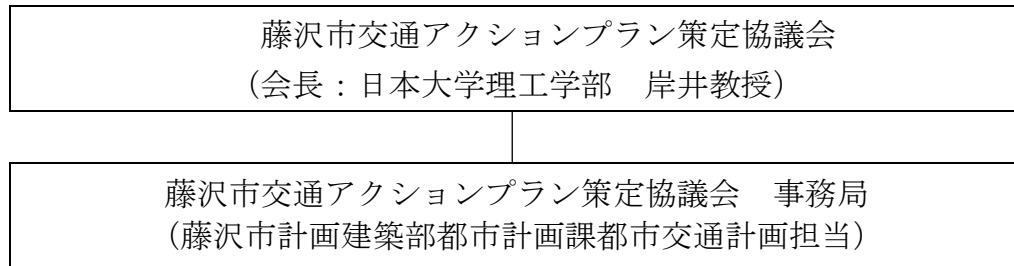 藤沢市交通アクションプラン策定協議会
（会長：日本大学理工学部　岸井教授）
藤沢市交通アクションプラン策定協議会　事務局
（藤沢市計画建築部都市計画課都市交通計画担当）